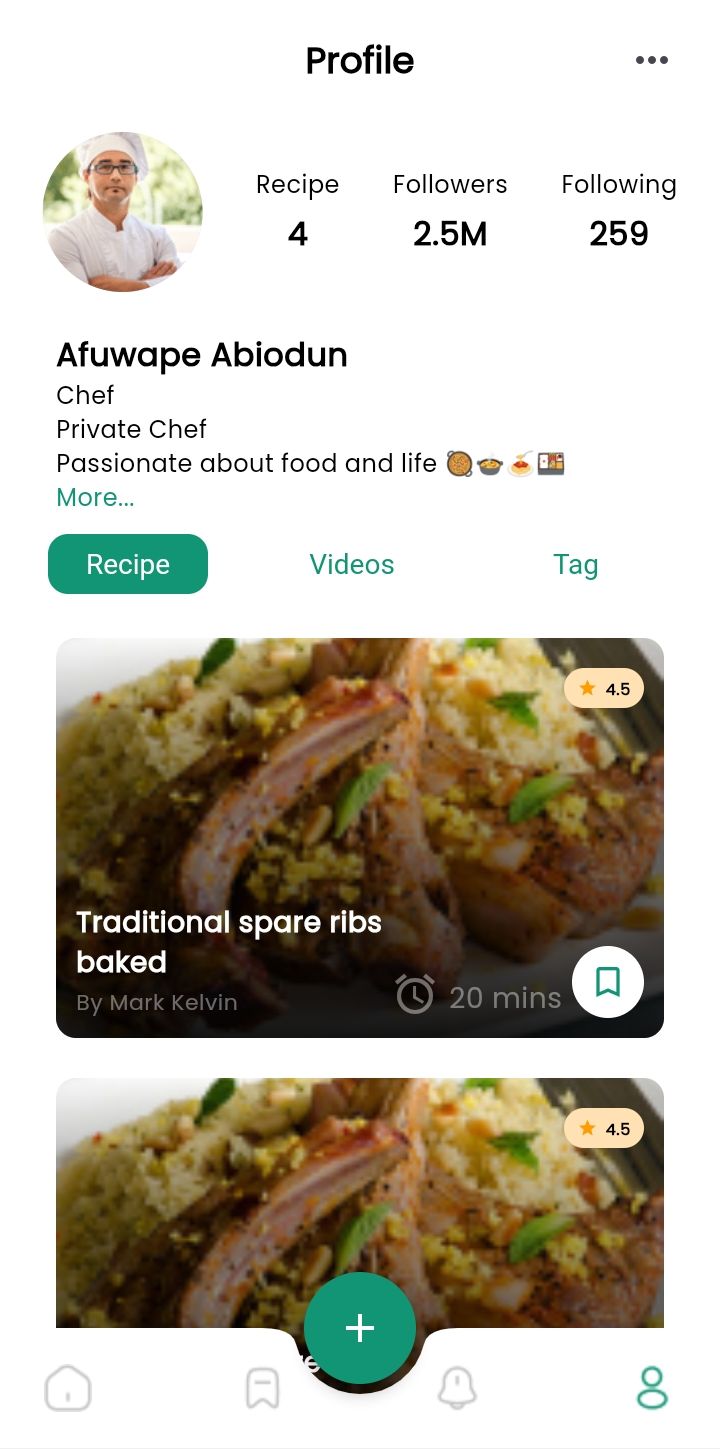 Profile
Recipe Followers Following
4 2.5M 259
Afuwape Abiodun
Chef
Private Chef
Passionate about food and life 🥘🍲🍝🍱
More...
Recipe Videos Tag
4.5
Traditional spare ribs
baked
By Mark Kelvin
20 mins
4.5